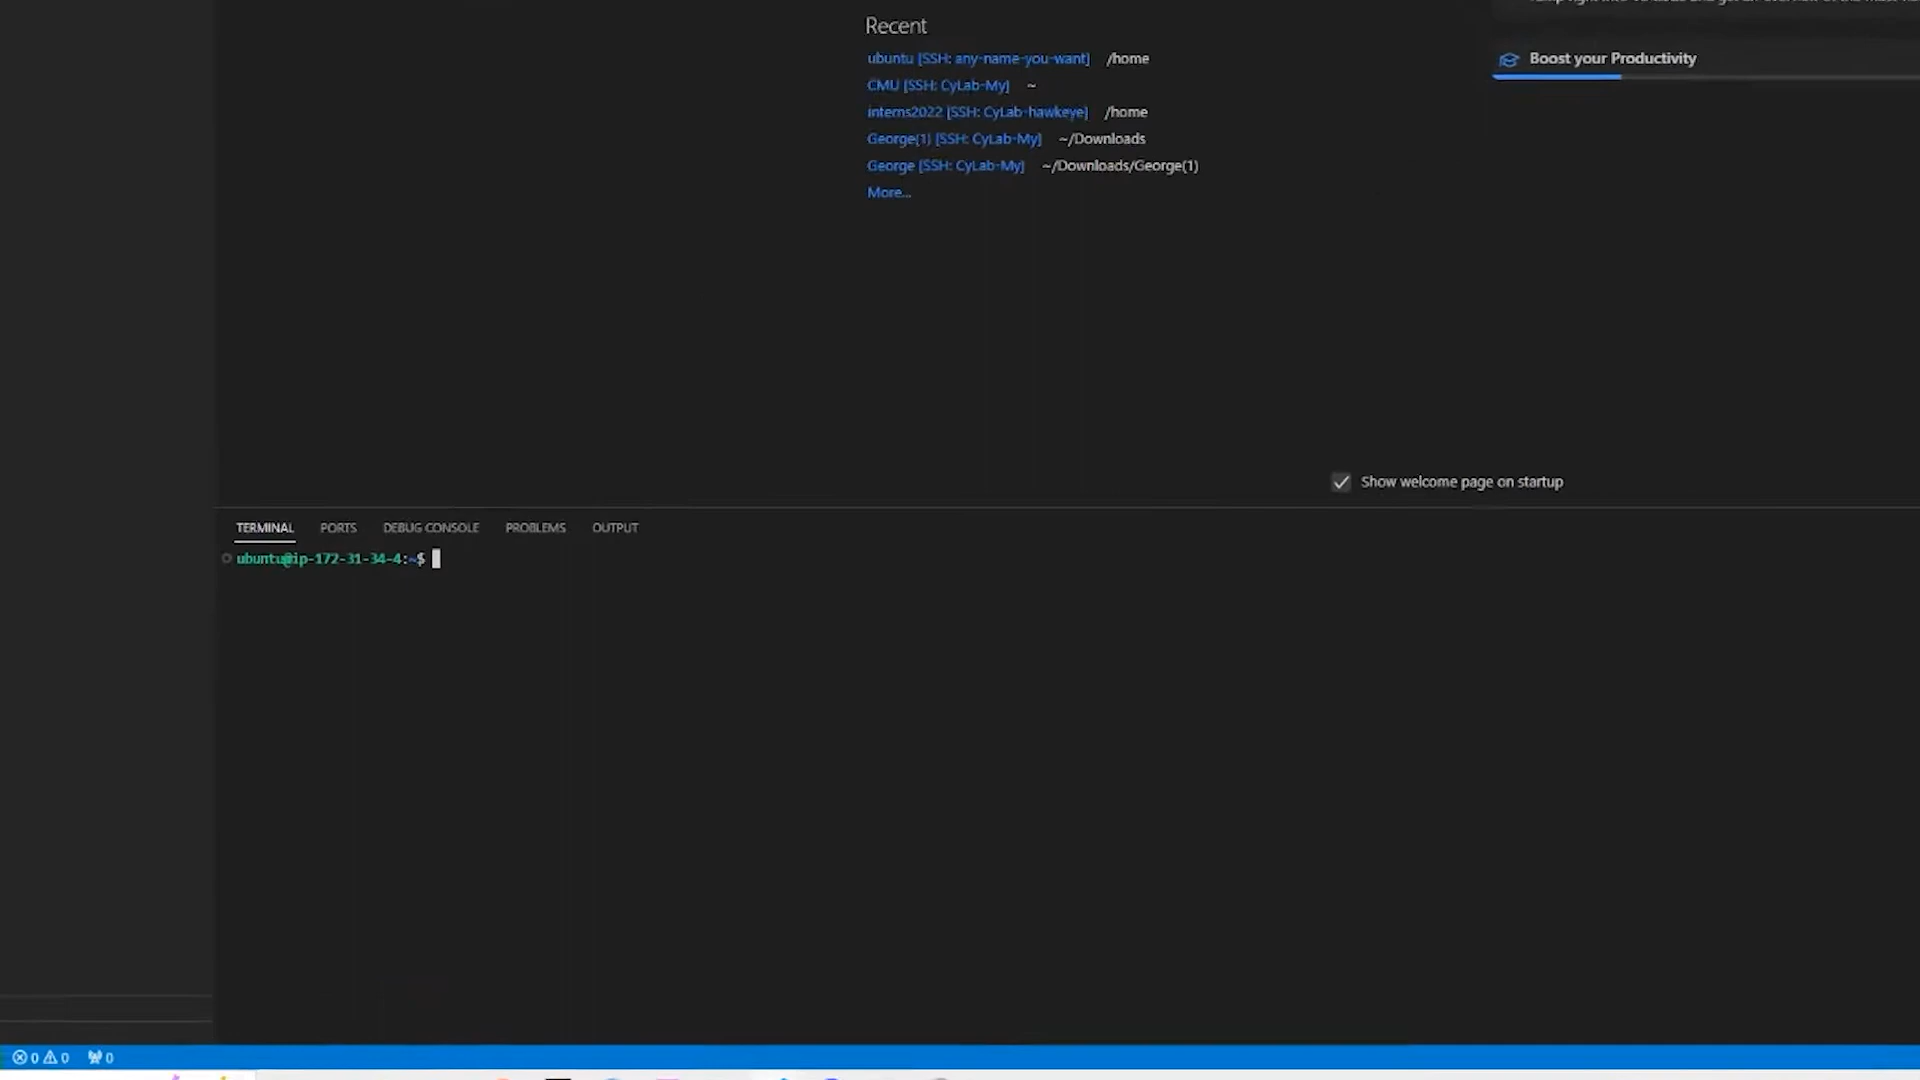 Recent
ubuntu [SSH: any-name-you-want] /home
Boost your Productivity
CMU [SSH: CyLab-My] ~
interns2022 [SSH: CyLab-hawkeye] /home
George(1) [SSH: CyLab-My] ~/Downloads
George [SSH: CyLab-My] ~/Downloads/George(1)
More...
Show welcome page on startup
TERMINAL PORTS DEBUG CONSOLE PROBLEMS OUTPUT
ubuntu@ip-172-31-34-4:~$
0 0 0